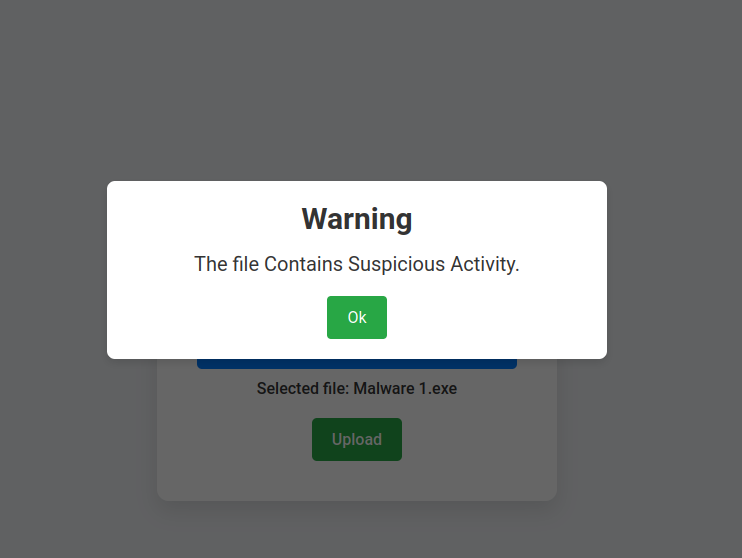 Warning
The file Contains Suspicious Activity.
Ok
Selected file: Malware 1.exe
Upload